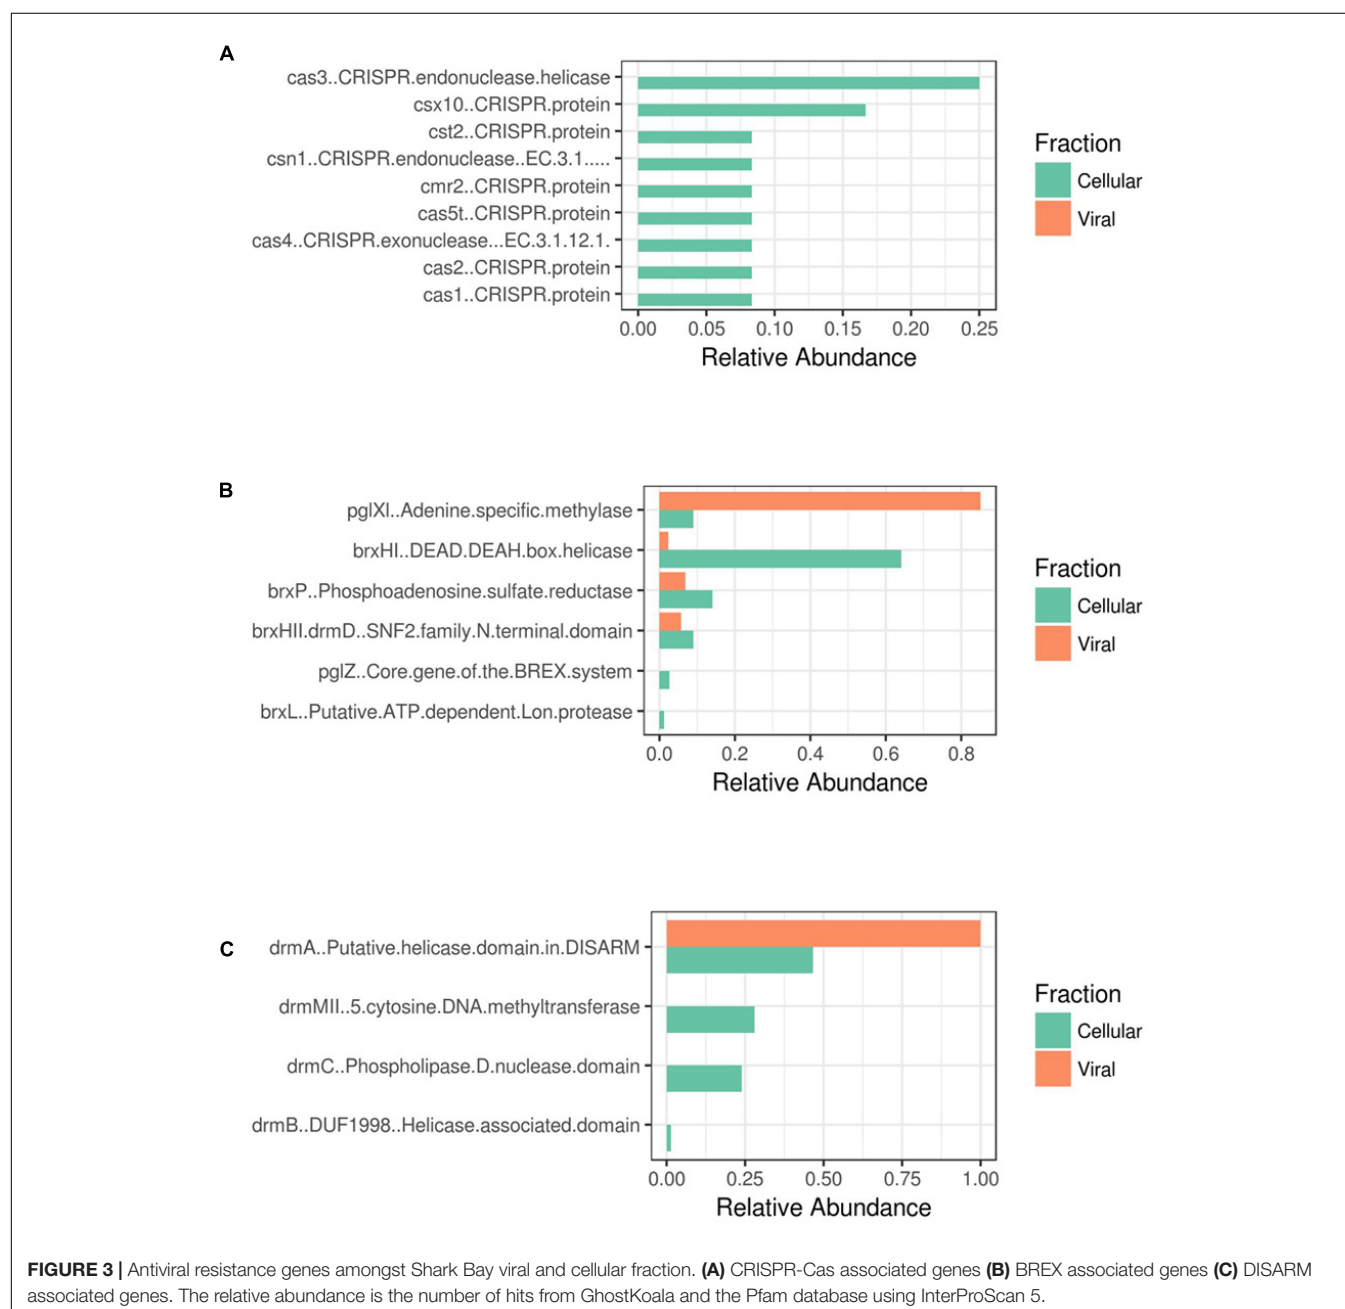 A
cas3..CRISPR.endonuclease.helicase
csx10..CRISPR.protein
cst2..CRISPR.protein
csn1..CRISPR.endonuclease..EC.3.1.....
cmr2..CRISPR.protein
cas5t..CRISPR.protein
cas4..CRISPR.exonuclease...EC.3.1.12.1.
cas2..CRISPR.protein
cas1..CRISPR.protein
0.00 0.05 0.10 0.15 0.20 0.25
Relative Abundance
Fraction
Cellular
Viral
B
pglXI..Adenine.specific.methylase
brxHI..DEAD.DEAH.box.helicase
brxP..Phosphoadenosine.sulfate.reductase
brxHII.drmD..SNF2.family.N.terminal.domain
pglZ..Core.gene.of.the.BREX.system
brxL..Putative.ATP.dependent.Lon.protease
0.0 0.2 0.4 0.6 0.8
Relative Abundance
Fraction
Cellular
Viral
C
drmA..Putative.helicase.domain.in.DISARM
drmMII..5.cytosine.DNA.methyltransferase
drmC..Phospholipase.D.nuclease.domain
drmB..DUF1998..Helicase.associated.domain
0.00 0.25 0.50 0.75 1.00
Relative Abundance
Fraction
Cellular
Viral
FIGURE 3 | Antiviral resistance genes amongst Shark Bay viral and cellular fraction. (A) CRISPR-Cas associated genes (B) BREX associated genes (C) DISARM
associated genes. The relative abundance is the number of hits from GhostKoala and the Pfam database using InterProScan 5.